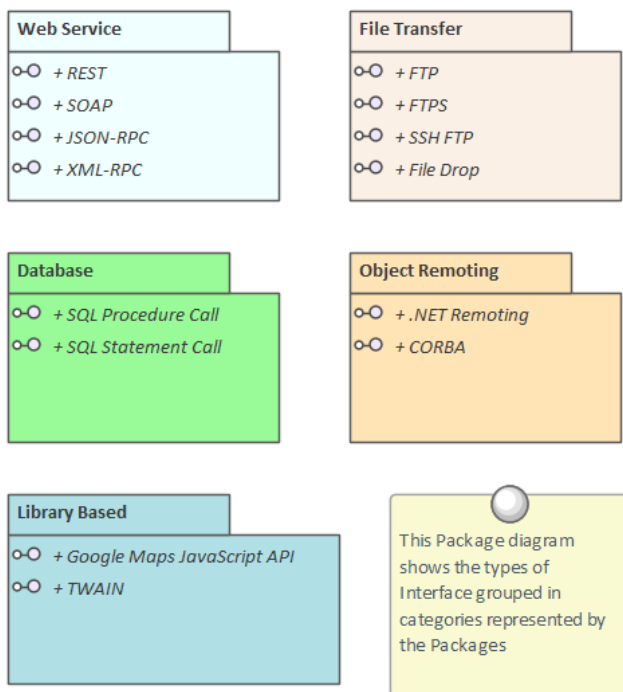 Web Service
+ REST
+ SOAP
+ JSON-RPC
+ XML-RPC
File Transfer
+ FTP
+ FTPS
+ SSH FTP
+ File Drop
Database
+ SQL Procedure Call
+ SQL Statement Call
Object Remoting
+ .NET Remoting
+ CORBA
Library Based
+ Google Maps JavaScript API
+ TWAIN
This Package diagram
shows the types of
Interface grouped in
categories represented by
the Packages